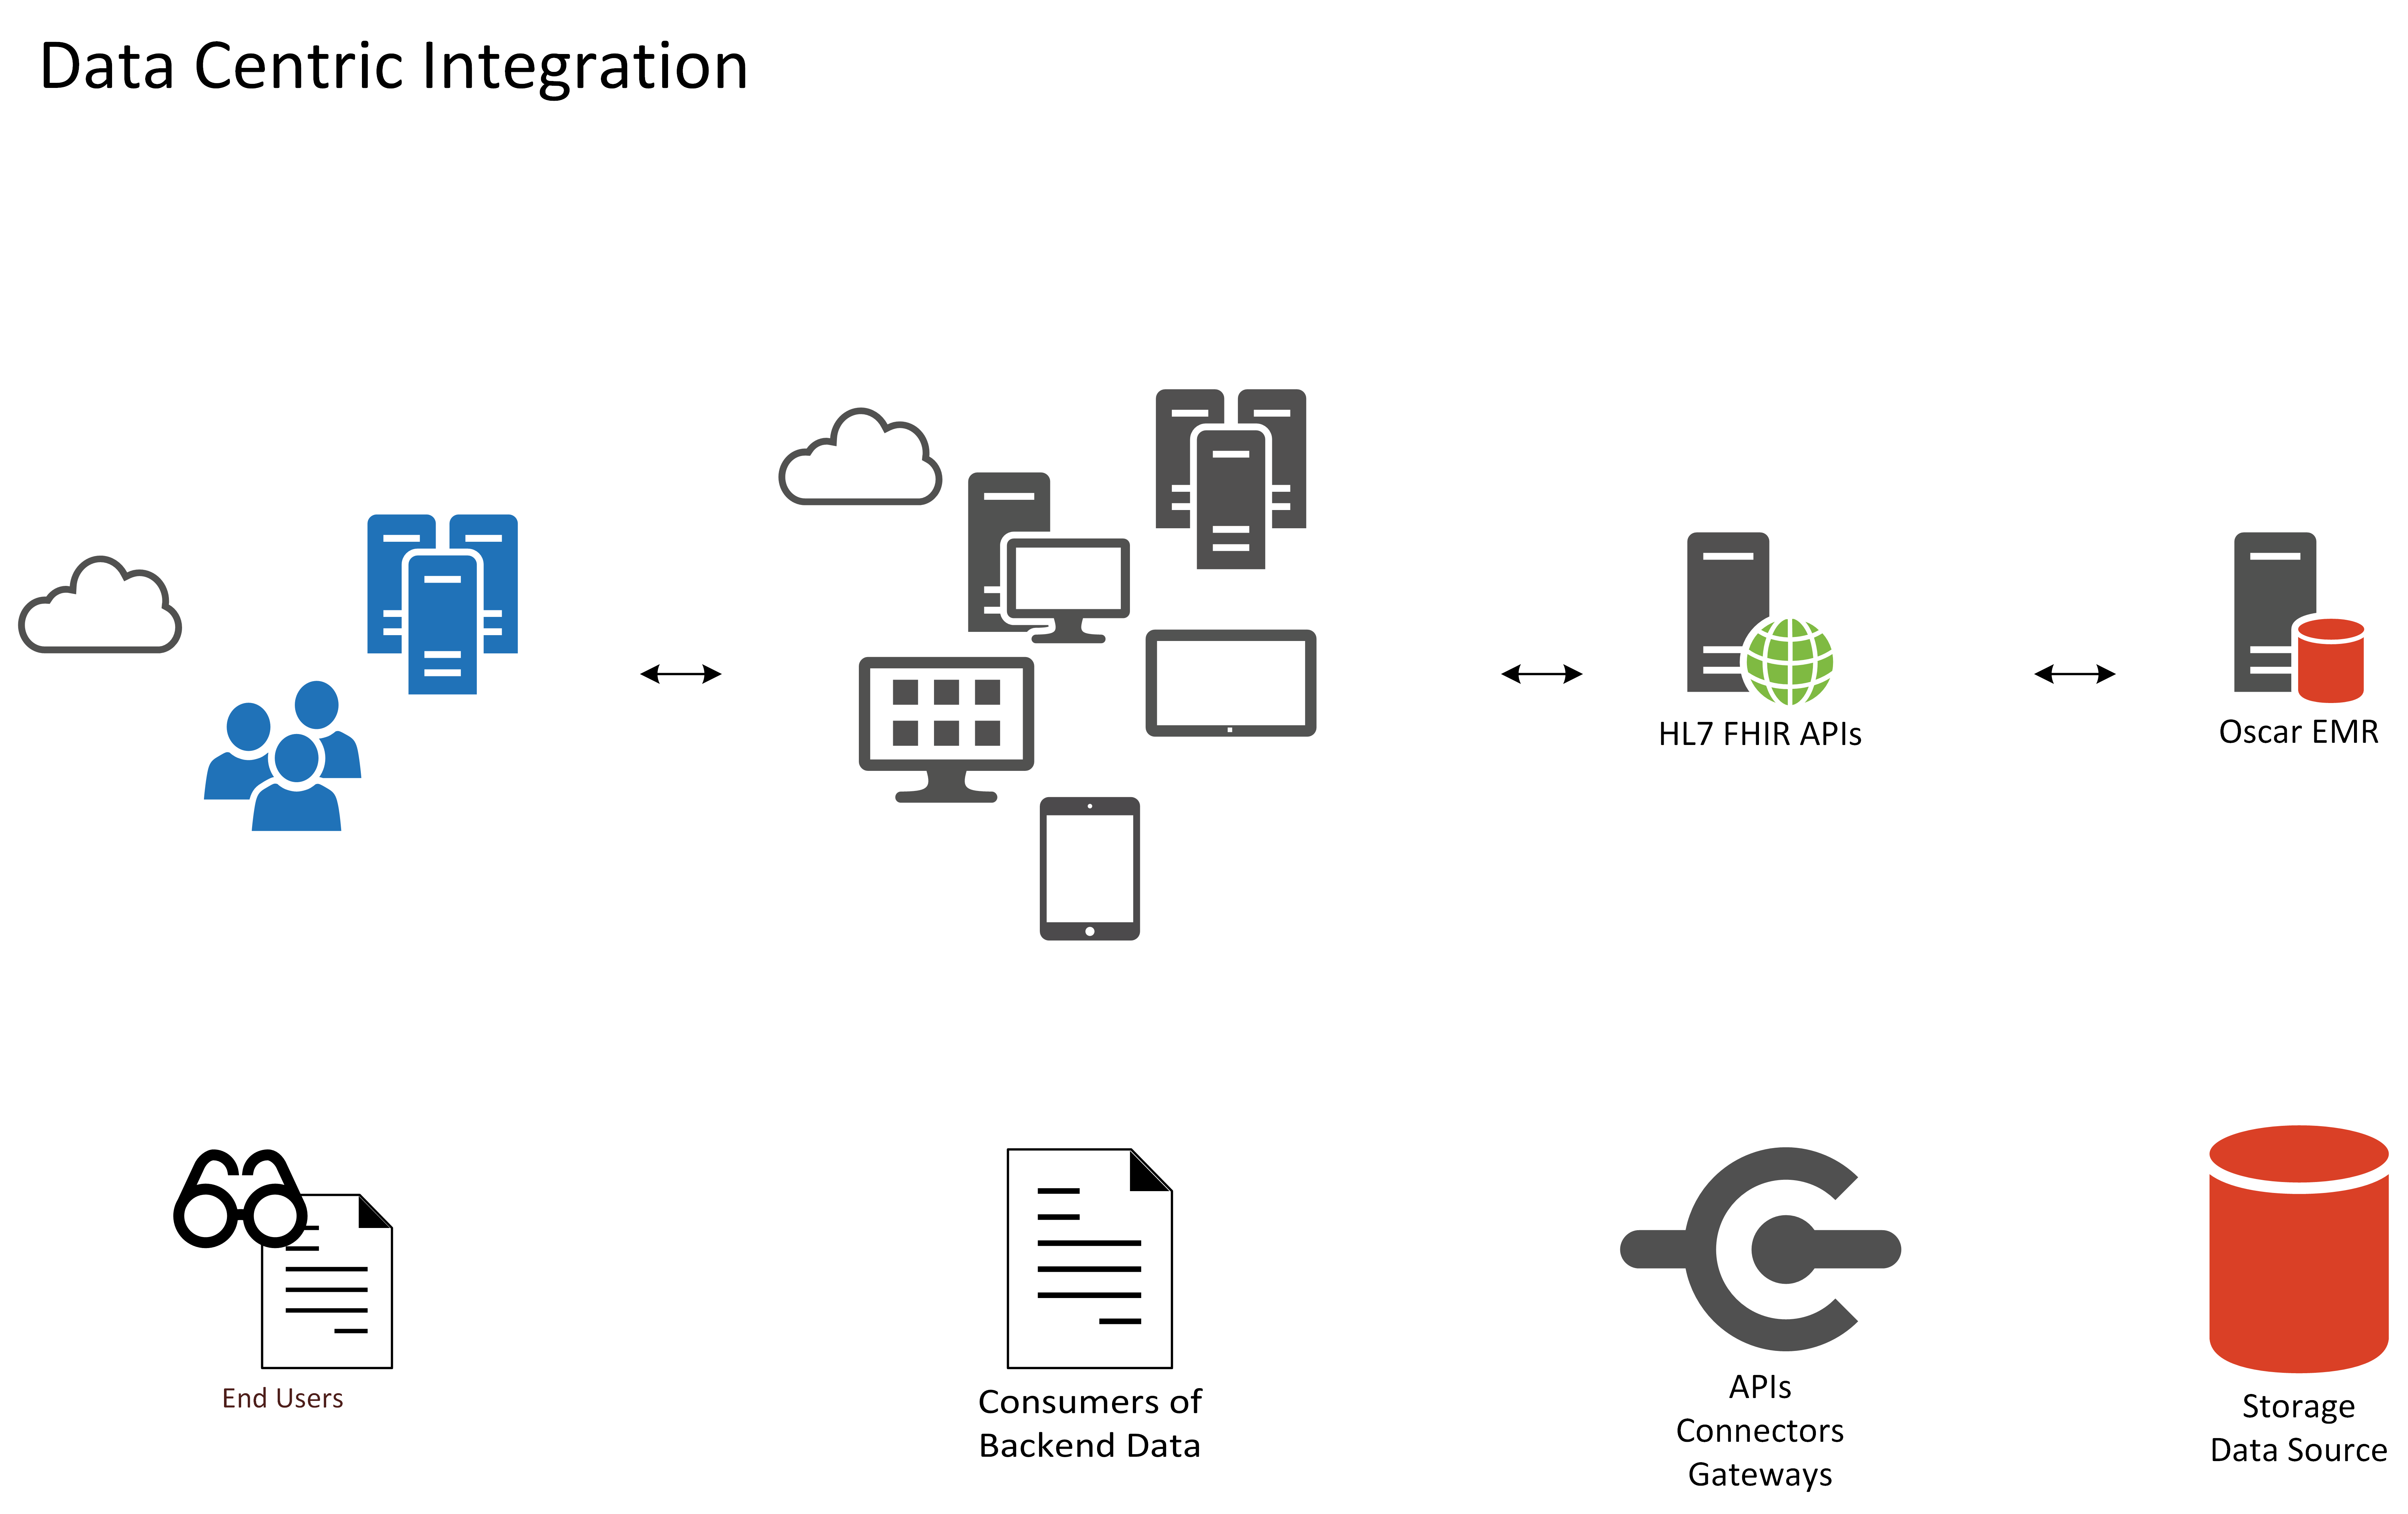 Data Centric Integration
HL7 FHIR APIs
Oscar EMR
End Users
Consumers of
Backend Data
APIs
Connectors
Gateways
Storage
Data Source